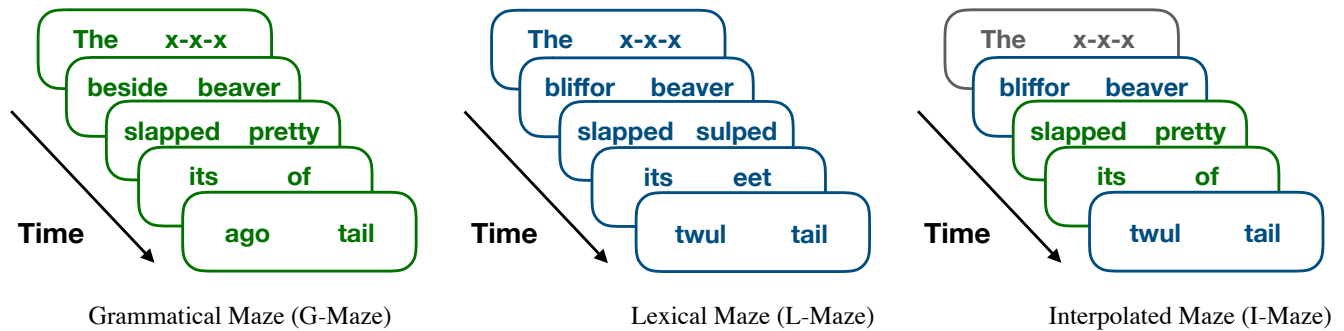 The x-x-x
beside beaver
slapped pretty
its of
ago tail
Time
Grammatical Maze (G-Maze)
The x-x-x
bliffor beaver
slapped sulped
its eet
twul tail
Time
Lexical Maze (L-Maze)
The x-x-x
bliffor beaver
slapped pretty
its of
twul tail
Time
Interpolated Maze (I-Maze)